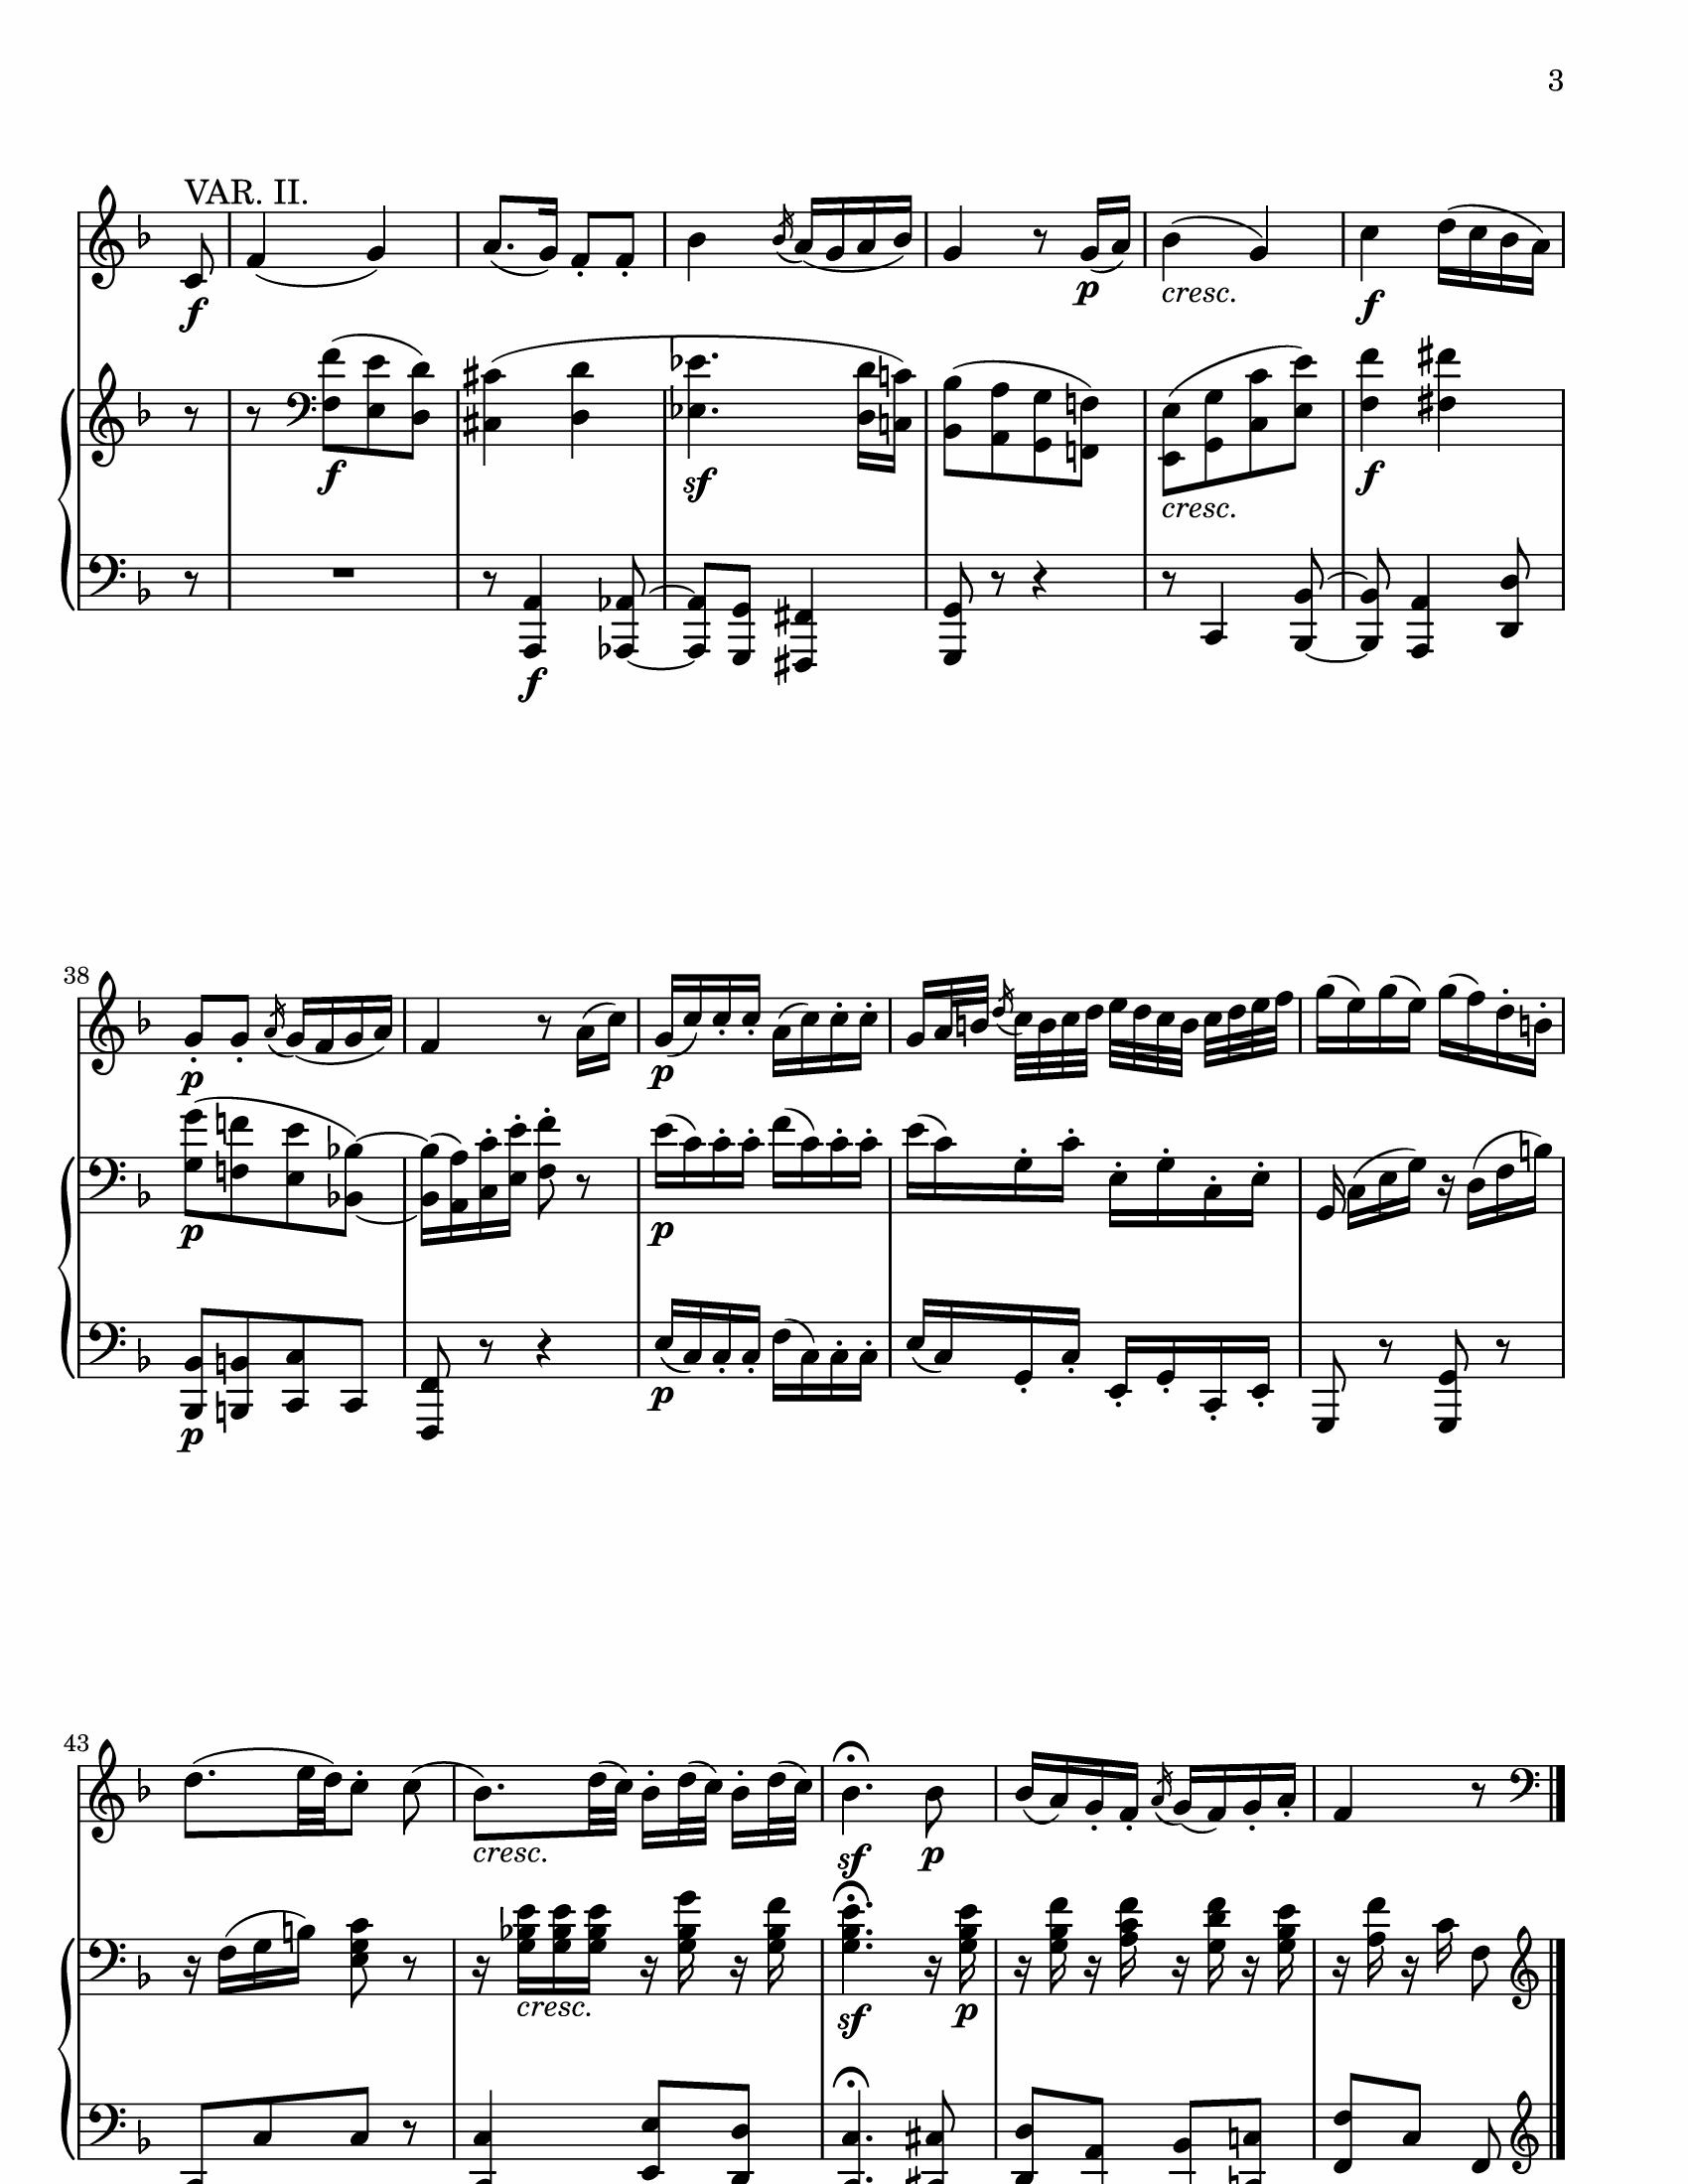 3
VAR. II.
f p cresc. f
f sf cresc. f
f
38
p p
p p
p p
43
cresc. sf p
cresc. sf p